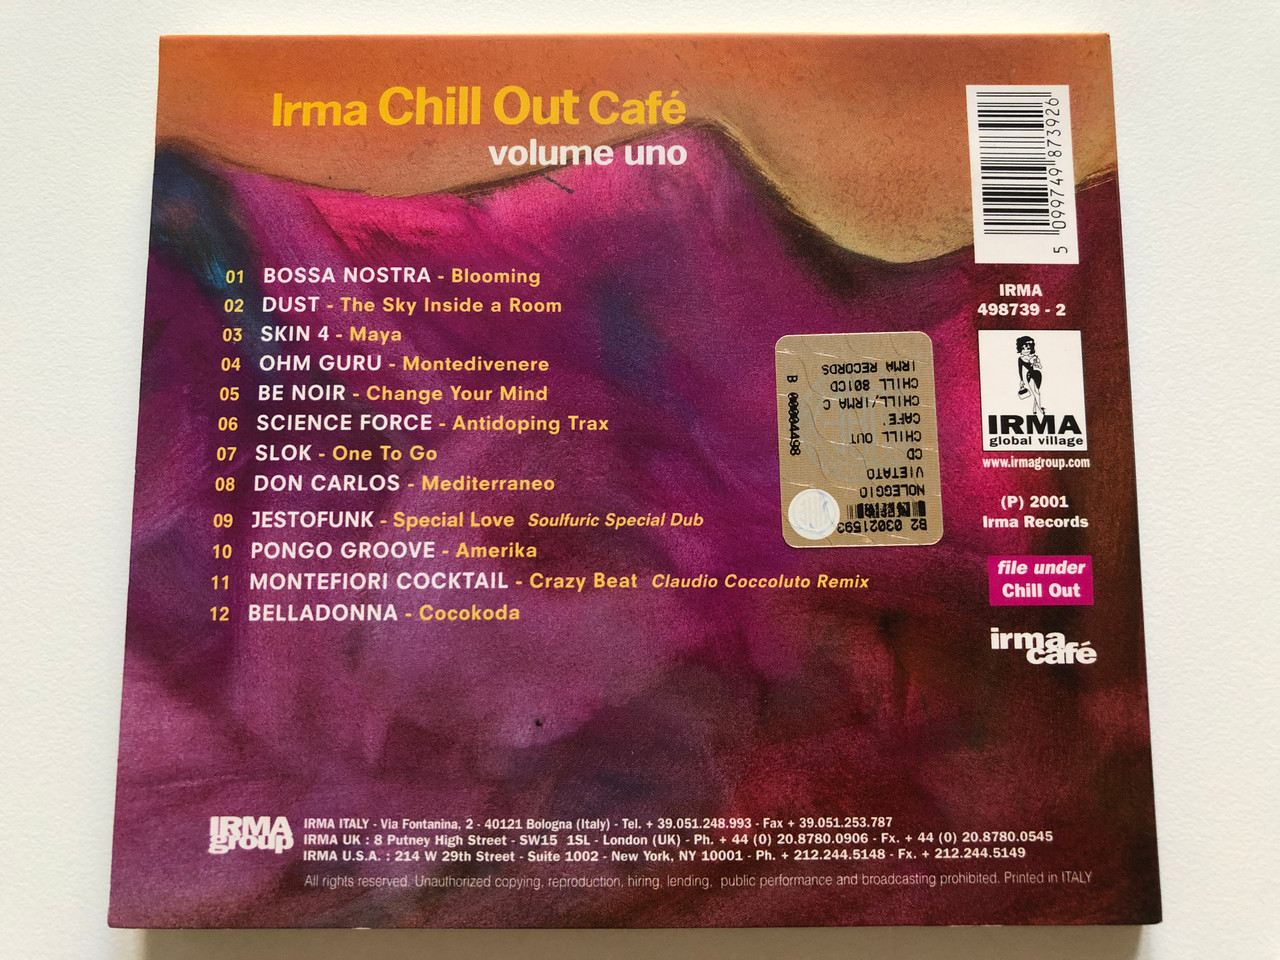 Irma Chill Out Café
volume uno
01 BOSSA NOSTRA - Blooming
02 DUST - The Sky Inside a Room
03 SKIN 4 - Maya
04 OHM GURU - Montedivenere
05 BE NOIR - Change Your Mind
06 SCIENCE FORCE - Antidoping Trax
07 SLOK - One To Go
08 DON CARLOS - Mediterraneo
09 JESTOFUNK - Special Love Soulfuric Special Dub
10 PONGO GROOVE - Amerika
11 MONTEFIORI COCKTAIL - Crazy Beat Claudio Coccoluto Remix
12 BELLADONNA - Cocokoda
5 099749 873926
IRMA
498739 - 2
IRMA
global village
www.irmagroup.com
(P) 2001
Irma Records
file under
Chill Out
irma
café
B2 03021593
NOLEGGIO
VIETATO
CD
CHILL OUT
CAFE'
CHILL/IRMA C
CHILL 801CD
IRMA RECORDS
B 00004498
IRMA
group
IRMA ITALY - Via Fontanina, 2 - 40121 Bologna (Italy) - Tel. + 39.051.248.993 - Fax + 39.051.253.787
IRMA UK : 8 Putney High Street - SW15 1SL - London (UK) - Ph. + 44 (0) 20.8780.0906 - Fx. + 44 (0) 20.8780.0545
IRMA U.S.A. : 214 W 29th Street - Suite 1002 - New York, NY 10001 - Ph. + 212.244.5148 - Fx. + 212.244.5149
All rights reserved. Unauthorized copying, reproduction, hiring, lending, public performance and broadcasting prohibited. Printed in ITALY